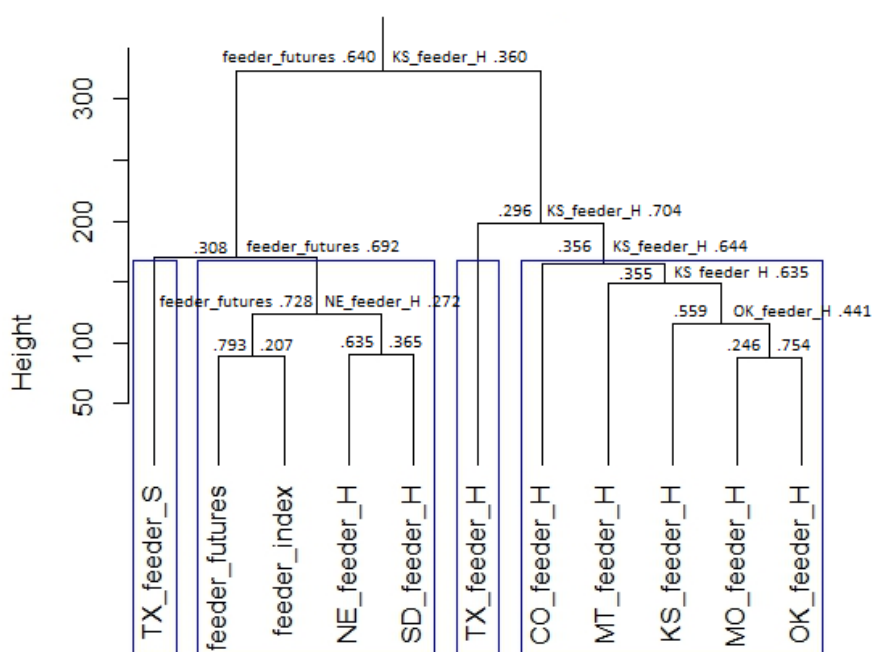 feeder_futures .640 KS_feeder_H .360
300
.296 KS_feeder_H .704
200
.308 feeder_futures .692
.356 KS_feeder_H .644
.355 KS feeder H .635
feeder_futures .728 NE_feeder_H .272
.559 OK_feeder_H .441
Height
100
.793 .207
.635 .365
.246 .754
50
TX_feeder_S
feeder_futures
feeder_index
NE_feeder_H
SD_feeder_H
TX_feeder_H
CO_feeder_H
MT_feeder_H
KS_feeder_H
MO_feeder_H
OK_feeder_H